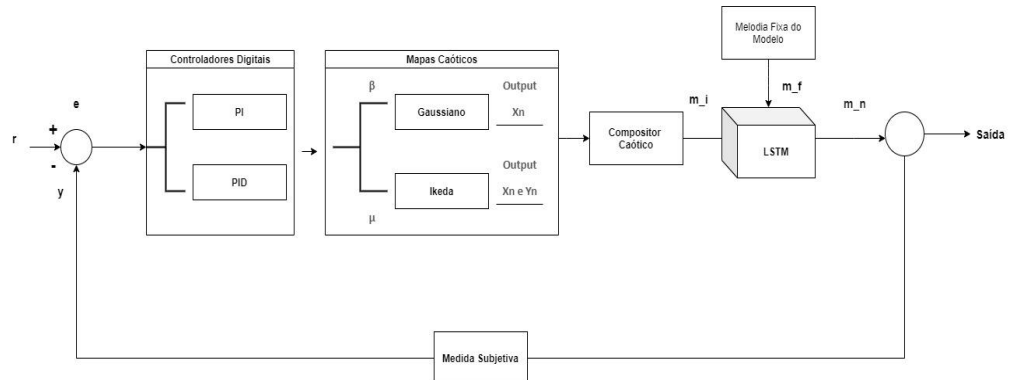 Melodia Fixa do
Modelo
Controladores Digitais
Mapas Caóticos
e
β
Output
m_i
m_f
m_n
PI
Gaussiano
Xn
+
r
-
y
Compositor
Caótico
LSTM
Saída
PID
Output
Ikeda
Xn e Yn
μ
Medida Subjetiva